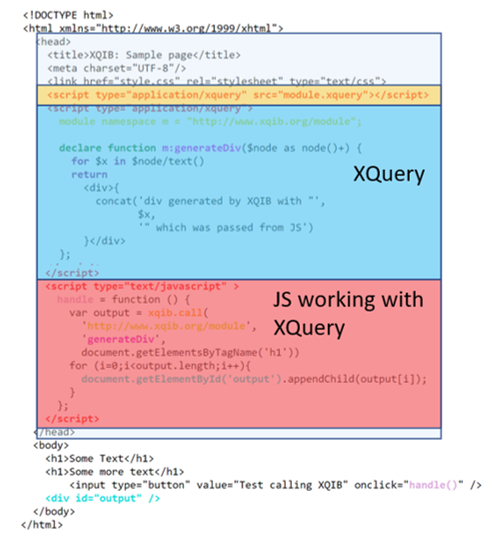 <!DOCTYPE html>
<html xmlns="http://www.w3.org/1999/xhtml">
<head>
<title>XQIB: Sample page</title>
<meta charset="UTF-8"/>
<link href="style.css" rel="stylesheet" type="text/css">
<script type="application/xquery" src="module.xquery"></script>
<script type="application/xquery">
module namespace m = "http://www.xqib.org/module";
declare function m:generateDiv($node as node()+) {
for $x in $node/text()
return
<div>{
concat('div generated by XQIB with "',
$x,
'" which was passed from JS')
}</div>
};
XQuery
</script>
<script type="text/javascript" >
handle = function () {
var output = xqib.call(
'http://www.xqib.org/module',
'generateDiv',
document.getElementsByTagName('h1'))
for (i=0;i<output.length;i++){
document.getElementById('output').appendChild(output[i]);
}
};
</script>
JS working with
XQuery
</head>
<body>
<h1>Some Text</h1>
<h1>Some more text</h1>
<input type="button" value="Test calling XQIB" onclick="handle()" />
<div id="output" />
</body>
</html>